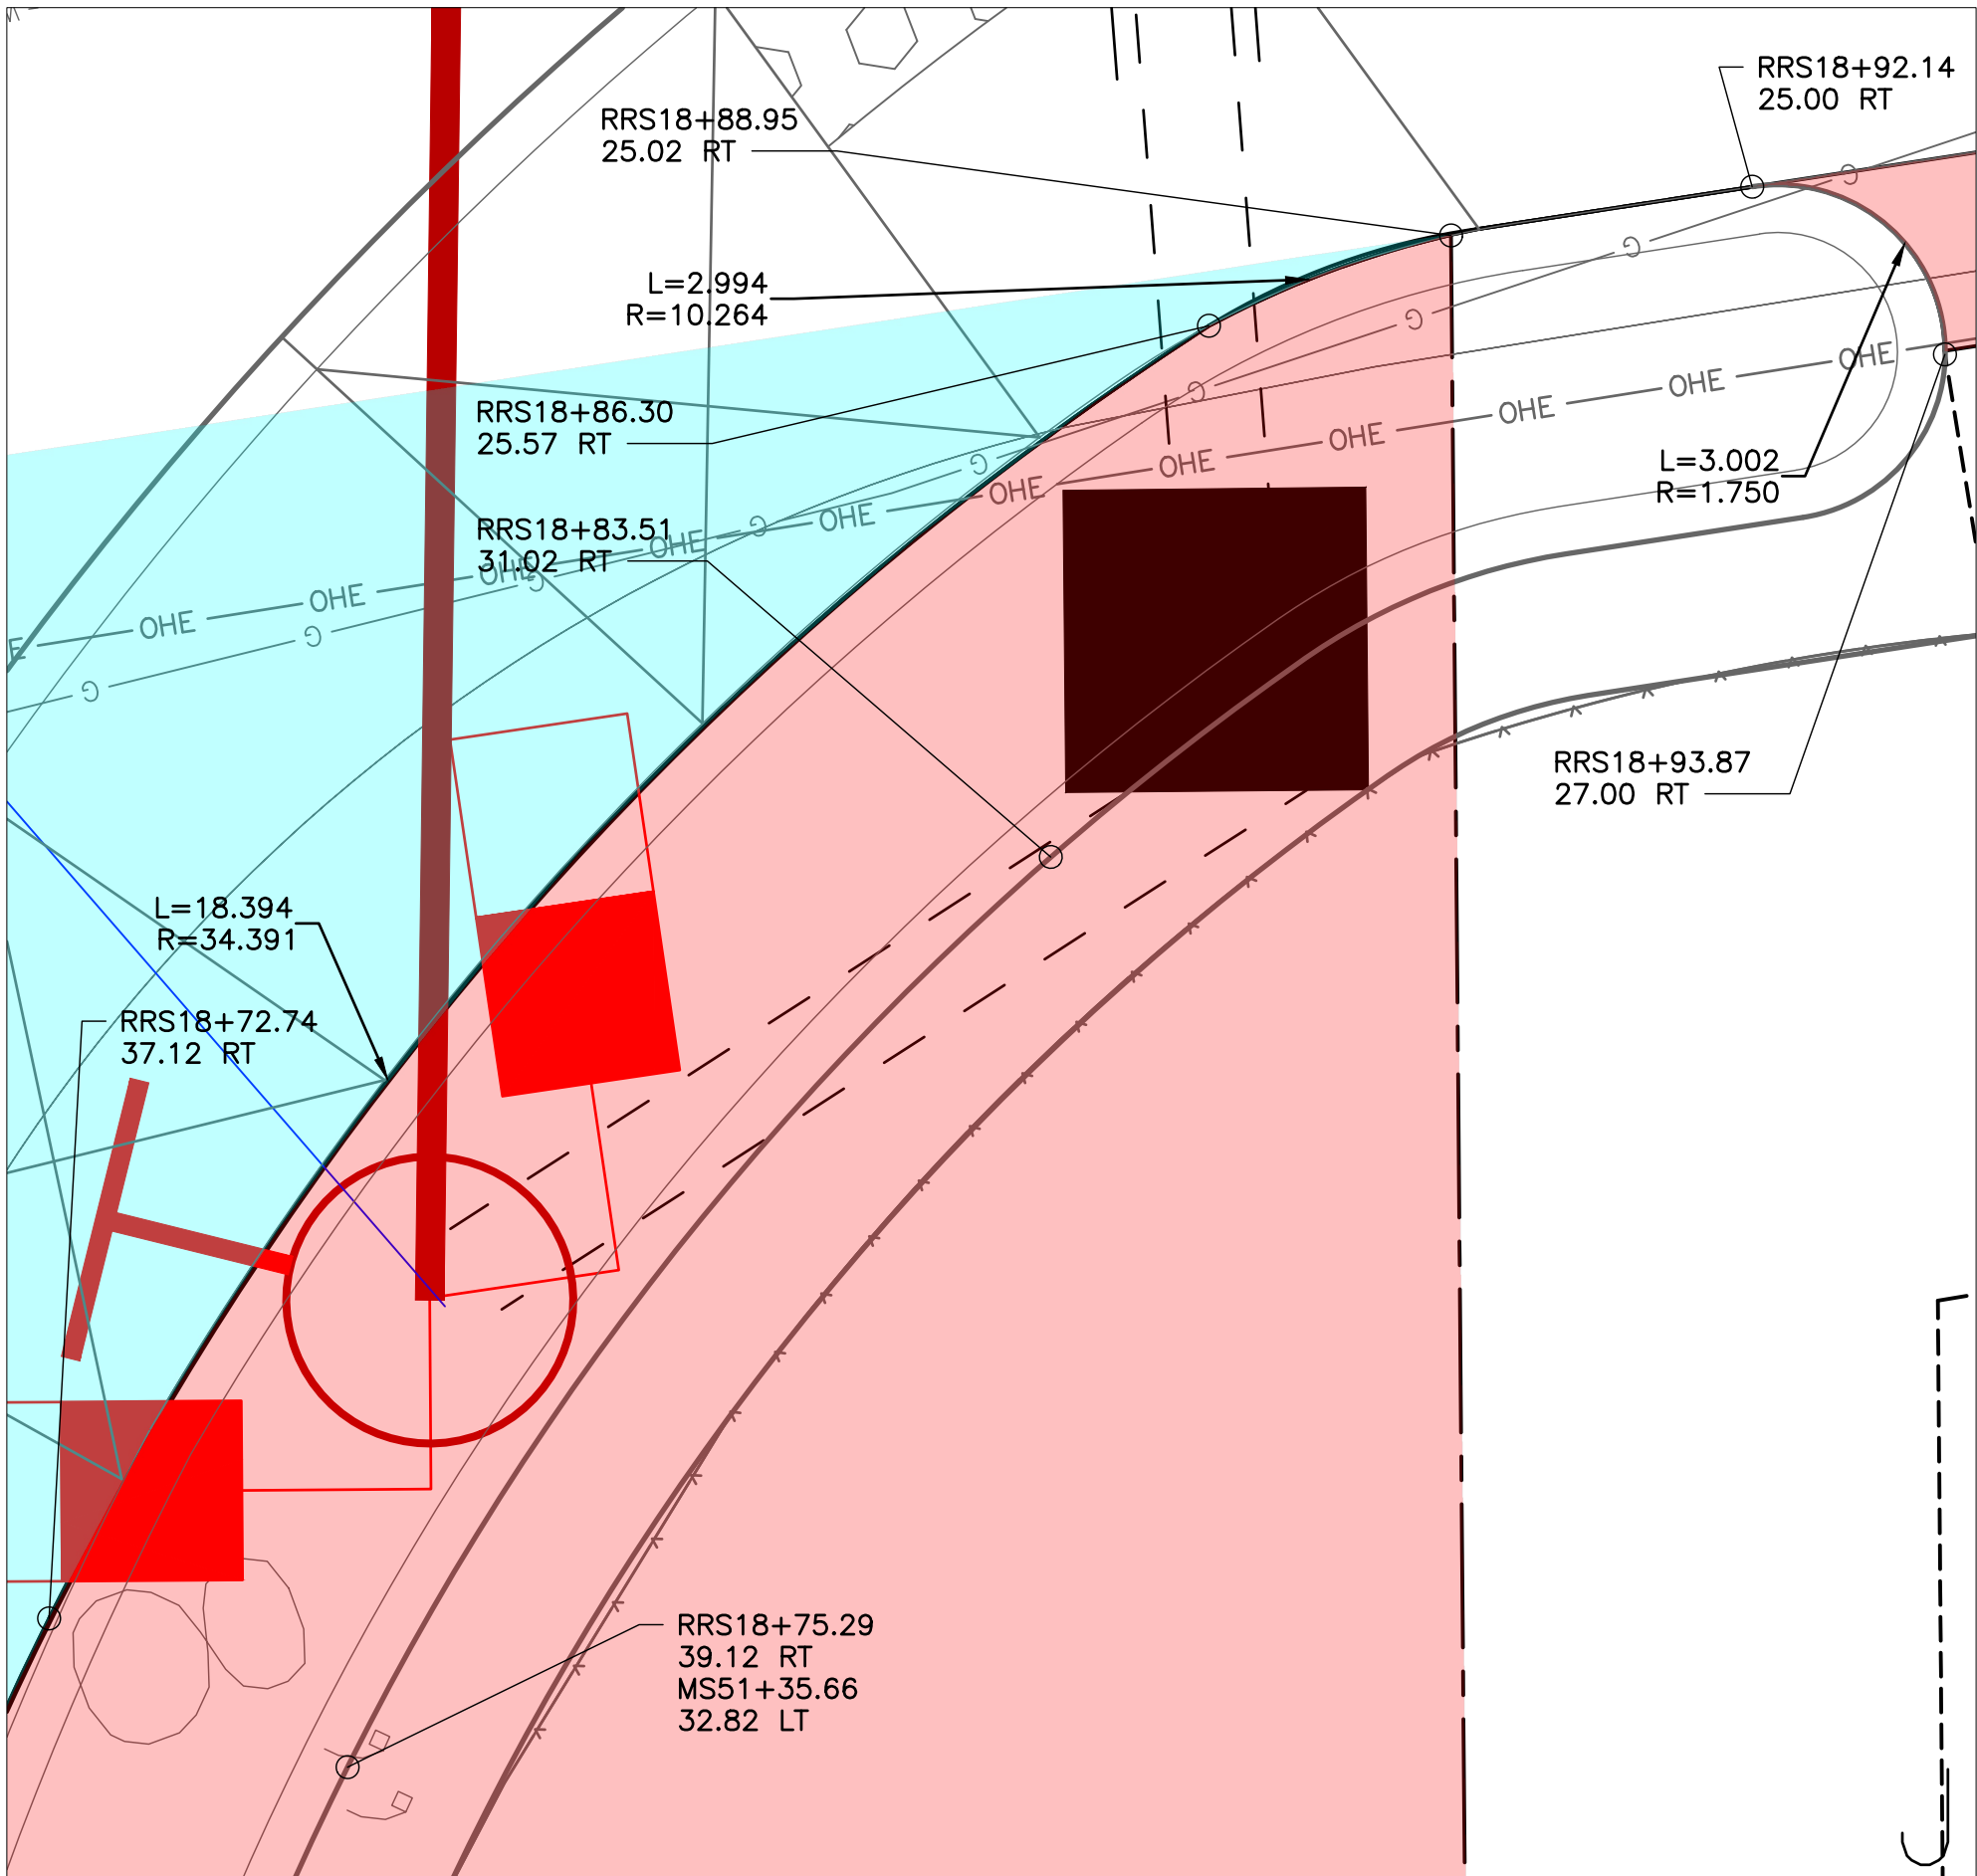 RRS18+92.14
25.00 RT
RRS18+88.95
25.02 RT
G
G
L=2.994
R=10.264
G
OHE
OHE
G
RRS18+86.30
25.57 RT
OHE
OHE
L=3.002
R=1.750
G
OHE
OHE
RRS18+83.51
31.02 RT
G
OHE
OHE
OHE
G
OHE
OHE
G
E
G
RRS18+93.87
27.00 RT
L=18.394
R=34.391
RRS18+72.74
37.12 RT
RRS18+75.29
39.12 RT
MS51+35.66
32.82 LT